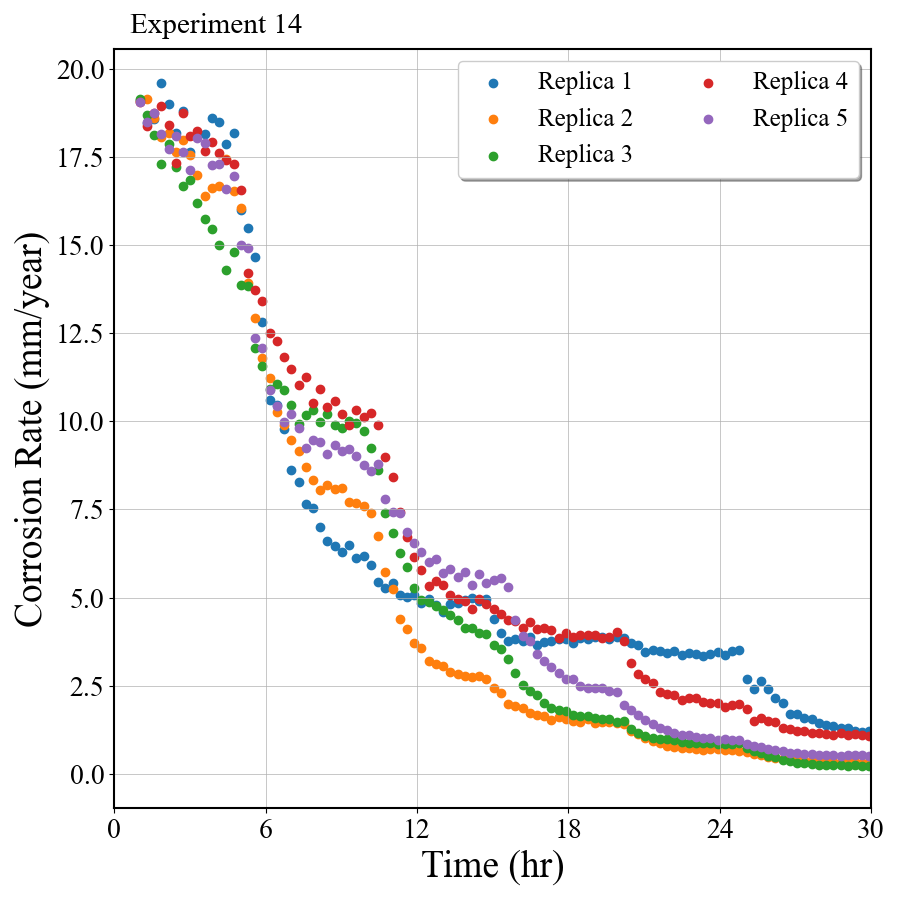 Experiment 14
Replica 1
Replica 2
Replica 3
Replica 4
Replica 5
Corrosion Rate (mm/year)
20.0
17.5
15.0
12.5
10.0
7.5
5.0
2.5
0.0
0 6 12 18 24 30
Time (hr)